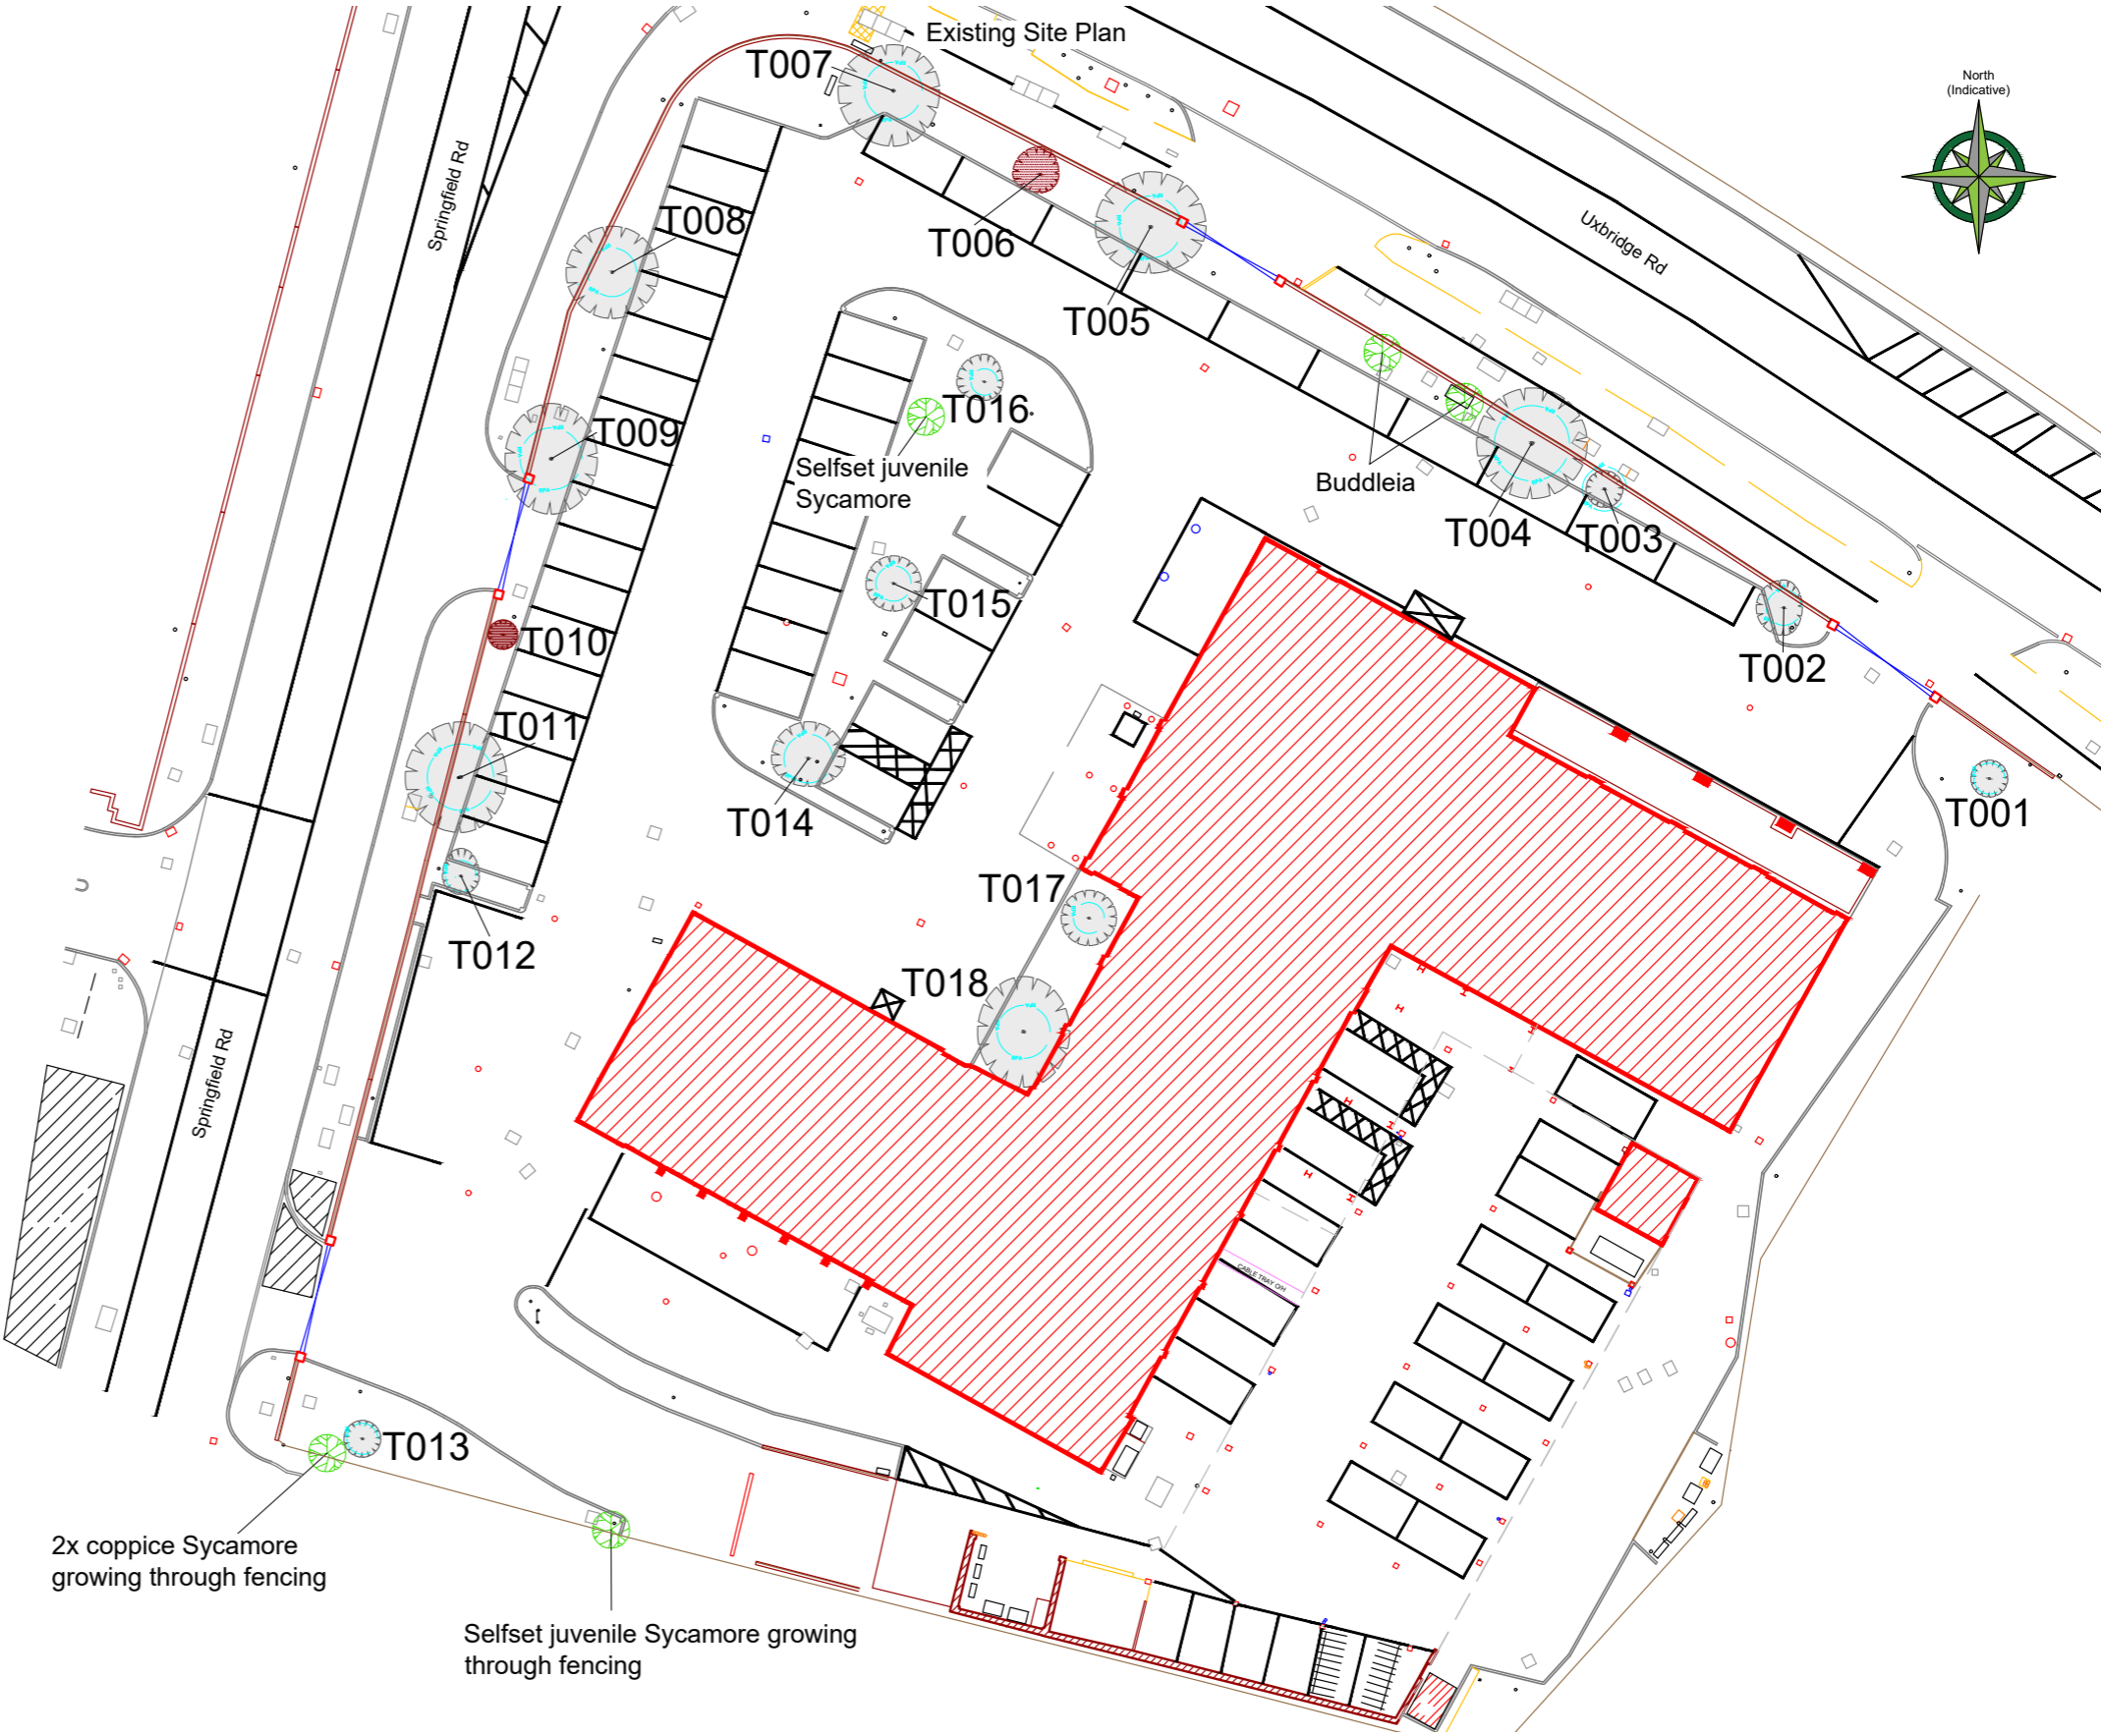 Existing Site Plan
North
(Indicative)
T007
Springfield Rd
T008
T006
T005
Uxbridge Rd
T009
T016
Selfset juvenile
Sycamore
Buddleia
T004
T003
T015
T010
T002
T011
T014
T001
T012
T017
T018
Springfield Rd
CABLE TRAY O/H
T013
2x coppice Sycamore
growing through fencing
Selfset juvenile Sycamore growing
through fencing